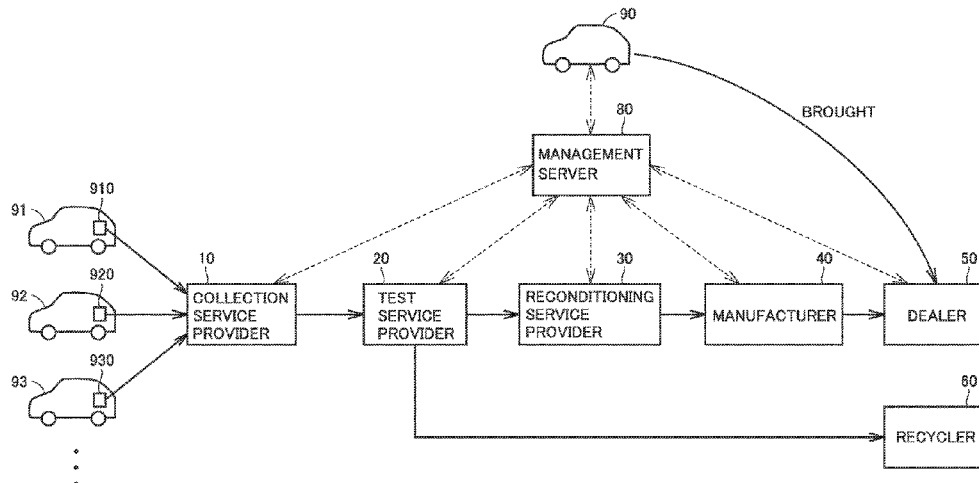 90
BROUGHT
80
MANAGEMENT
SERVER
91
910
10
COLLECTION
SERVICE
PROVIDER
20
TEST
SERVICE
PROVIDER
30
RECONDITIONING
SERVICE
PROVIDER
40
MANUFACTURER
50
DEALER
92
920
93
930
60
RECYCLER